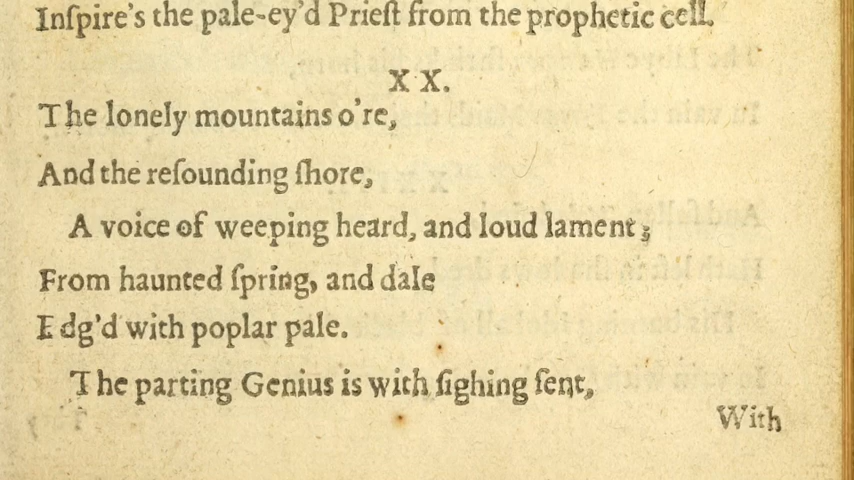 Inſpire's the pale-ey'd Prieſt from the prophetic cell.
XX.
The lonely mountains o're,
And the reſounding ſhore,
A voice of weeping heard, and loud lament;
From haunted ſpring, and dale
Edg'd with poplar pale.
The parting Genius is with ſighing ſent,
With